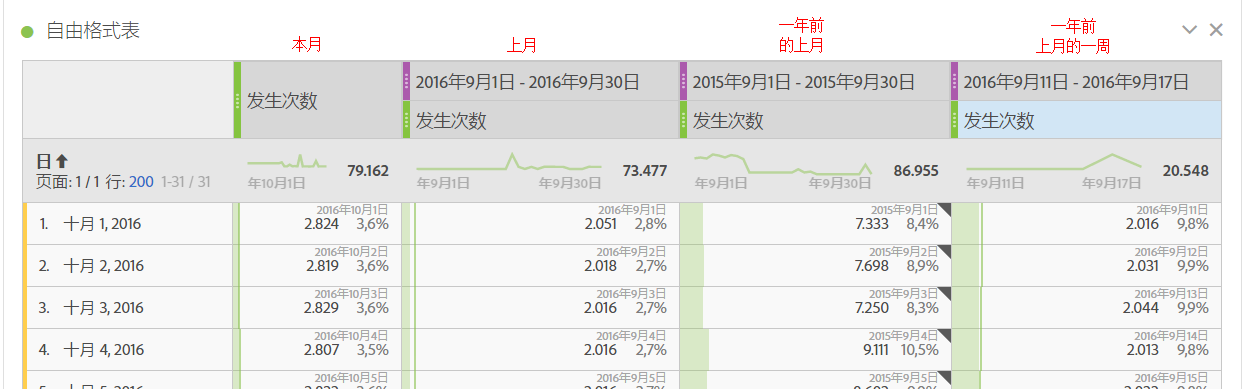 自由格式表
本月
上月
一年前
的上月
一年前
上月的一周
发生次数
2016年9月1日 - 2016年9月30日
发生次数
2015年9月1日 - 2015年9月30日
发生次数
2016年9月11日 - 2016年9月17日
发生次数
日
页面: 1 / 1 行: 200 1-31 / 31
年10月1日
79.162
年9月1日 年9月30日
73.477
年9月1日 年9月30日
86.955
年9月11日 年9月17日
20.548
1. 十月 1, 2016
2016年10月1日
2.824 3,6%
2016年9月1日
2.051 2,8%
2015年9月1日
7.333 8,4%
2016年9月11日
2.016 9,8%
2. 十月 2, 2016
2016年10月2日
2.819 3,6%
2016年9月2日
2.018 2,7%
2015年9月2日
7.698 8,9%
2016年9月12日
2.031 9,9%
3. 十月 3, 2016
2016年10月3日
2.829 3,6%
2016年9月3日
2.016 2,7%
2015年9月3日
7.250 8,3%
2016年9月13日
2.044 9,9%
4. 十月 4, 2016
2016年10月4日
2.807 3,5%
2016年9月4日
2.016 2,7%
2015年9月4日
9.111 10,5%
2016年9月14日
2.013 9,8%
2016年10月5日
2016年9月5日
2015年9月5日
2016年9月15日